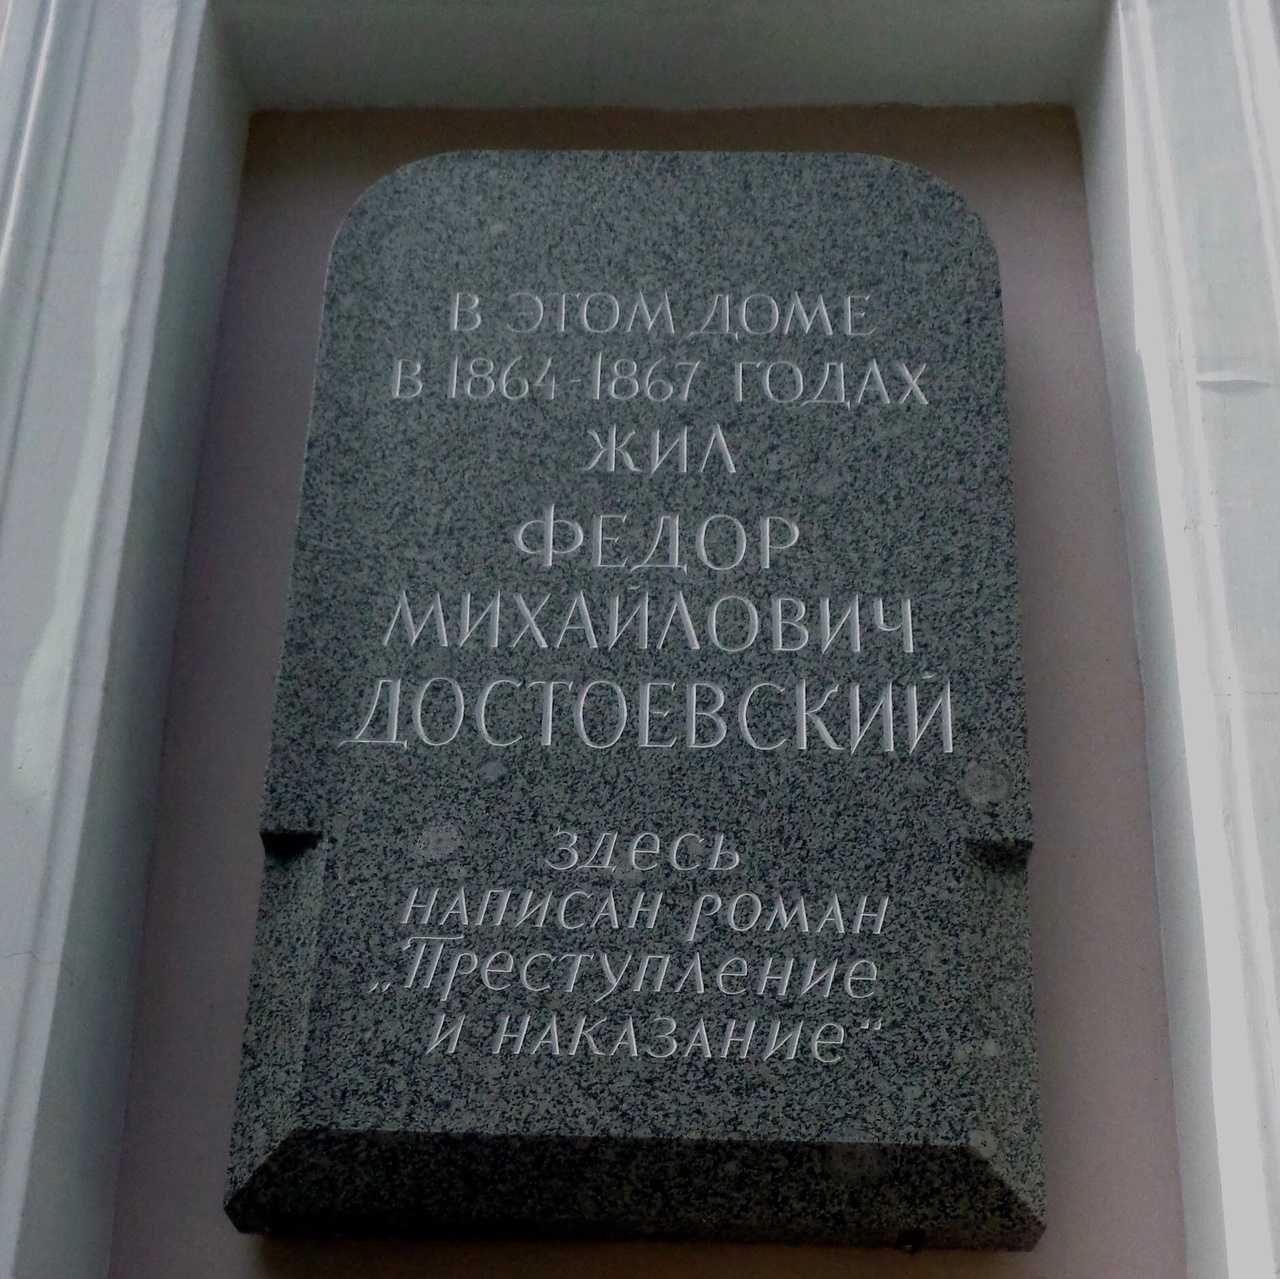 В ЭТОМ ДОМЕ
В 1864-1867 ГОДАХ
ЖИЛ
ФЕДОР
МИХАЙЛОВИЧ
ДОСТОЕВСКИЙ
здесь
написан роман
„Преступление
и наказание“